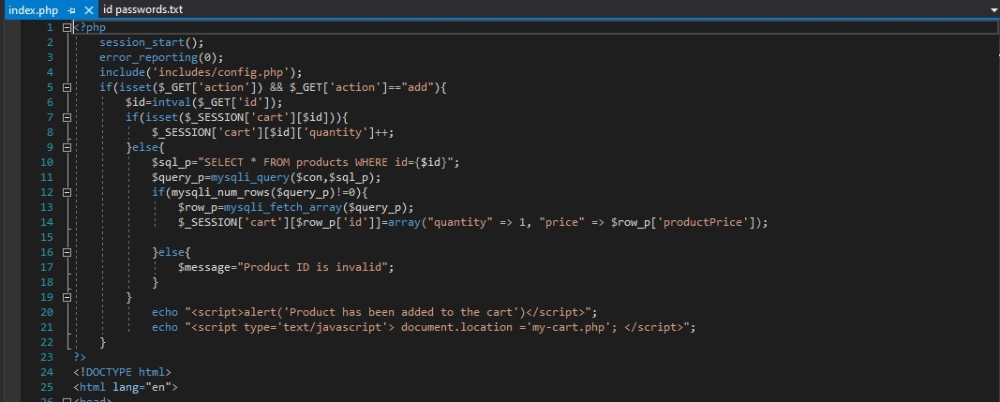 index.php
id passwords.txt
1 <?php
2 session_start();
3 error_reporting(0);
4 include('includes/config.php');
5 if(isset($_GET['action']) && $_GET['action']=="add"){
6 $id=intval($_GET['id']);
7 if(isset($_SESSION['cart'][$id])){
8 $_SESSION['cart'][$id]['quantity']++;
9 }else{
10 $sql_p="SELECT * FROM products WHERE id={$id}";
11 $query_p=mysqli_query($con,$sql_p);
12 if(mysqli_num_rows($query_p)!=0){
13 $row_p=mysqli_fetch_array($query_p);
14 $_SESSION['cart'][$row_p['id']]=array("quantity" => 1, "price" => $row_p['productPrice']);
15
16 }else{
17 $message="Product ID is invalid";
18 }
19 }
20 echo "<script>alert('Product has been added to the cart')</script>";
21 echo "<script type='text/javascript'> document.location ='my-cart.php'; </script>";
22 }
23 ?>
24 <!DOCTYPE html>
25 <html lang="en">
26 <head>